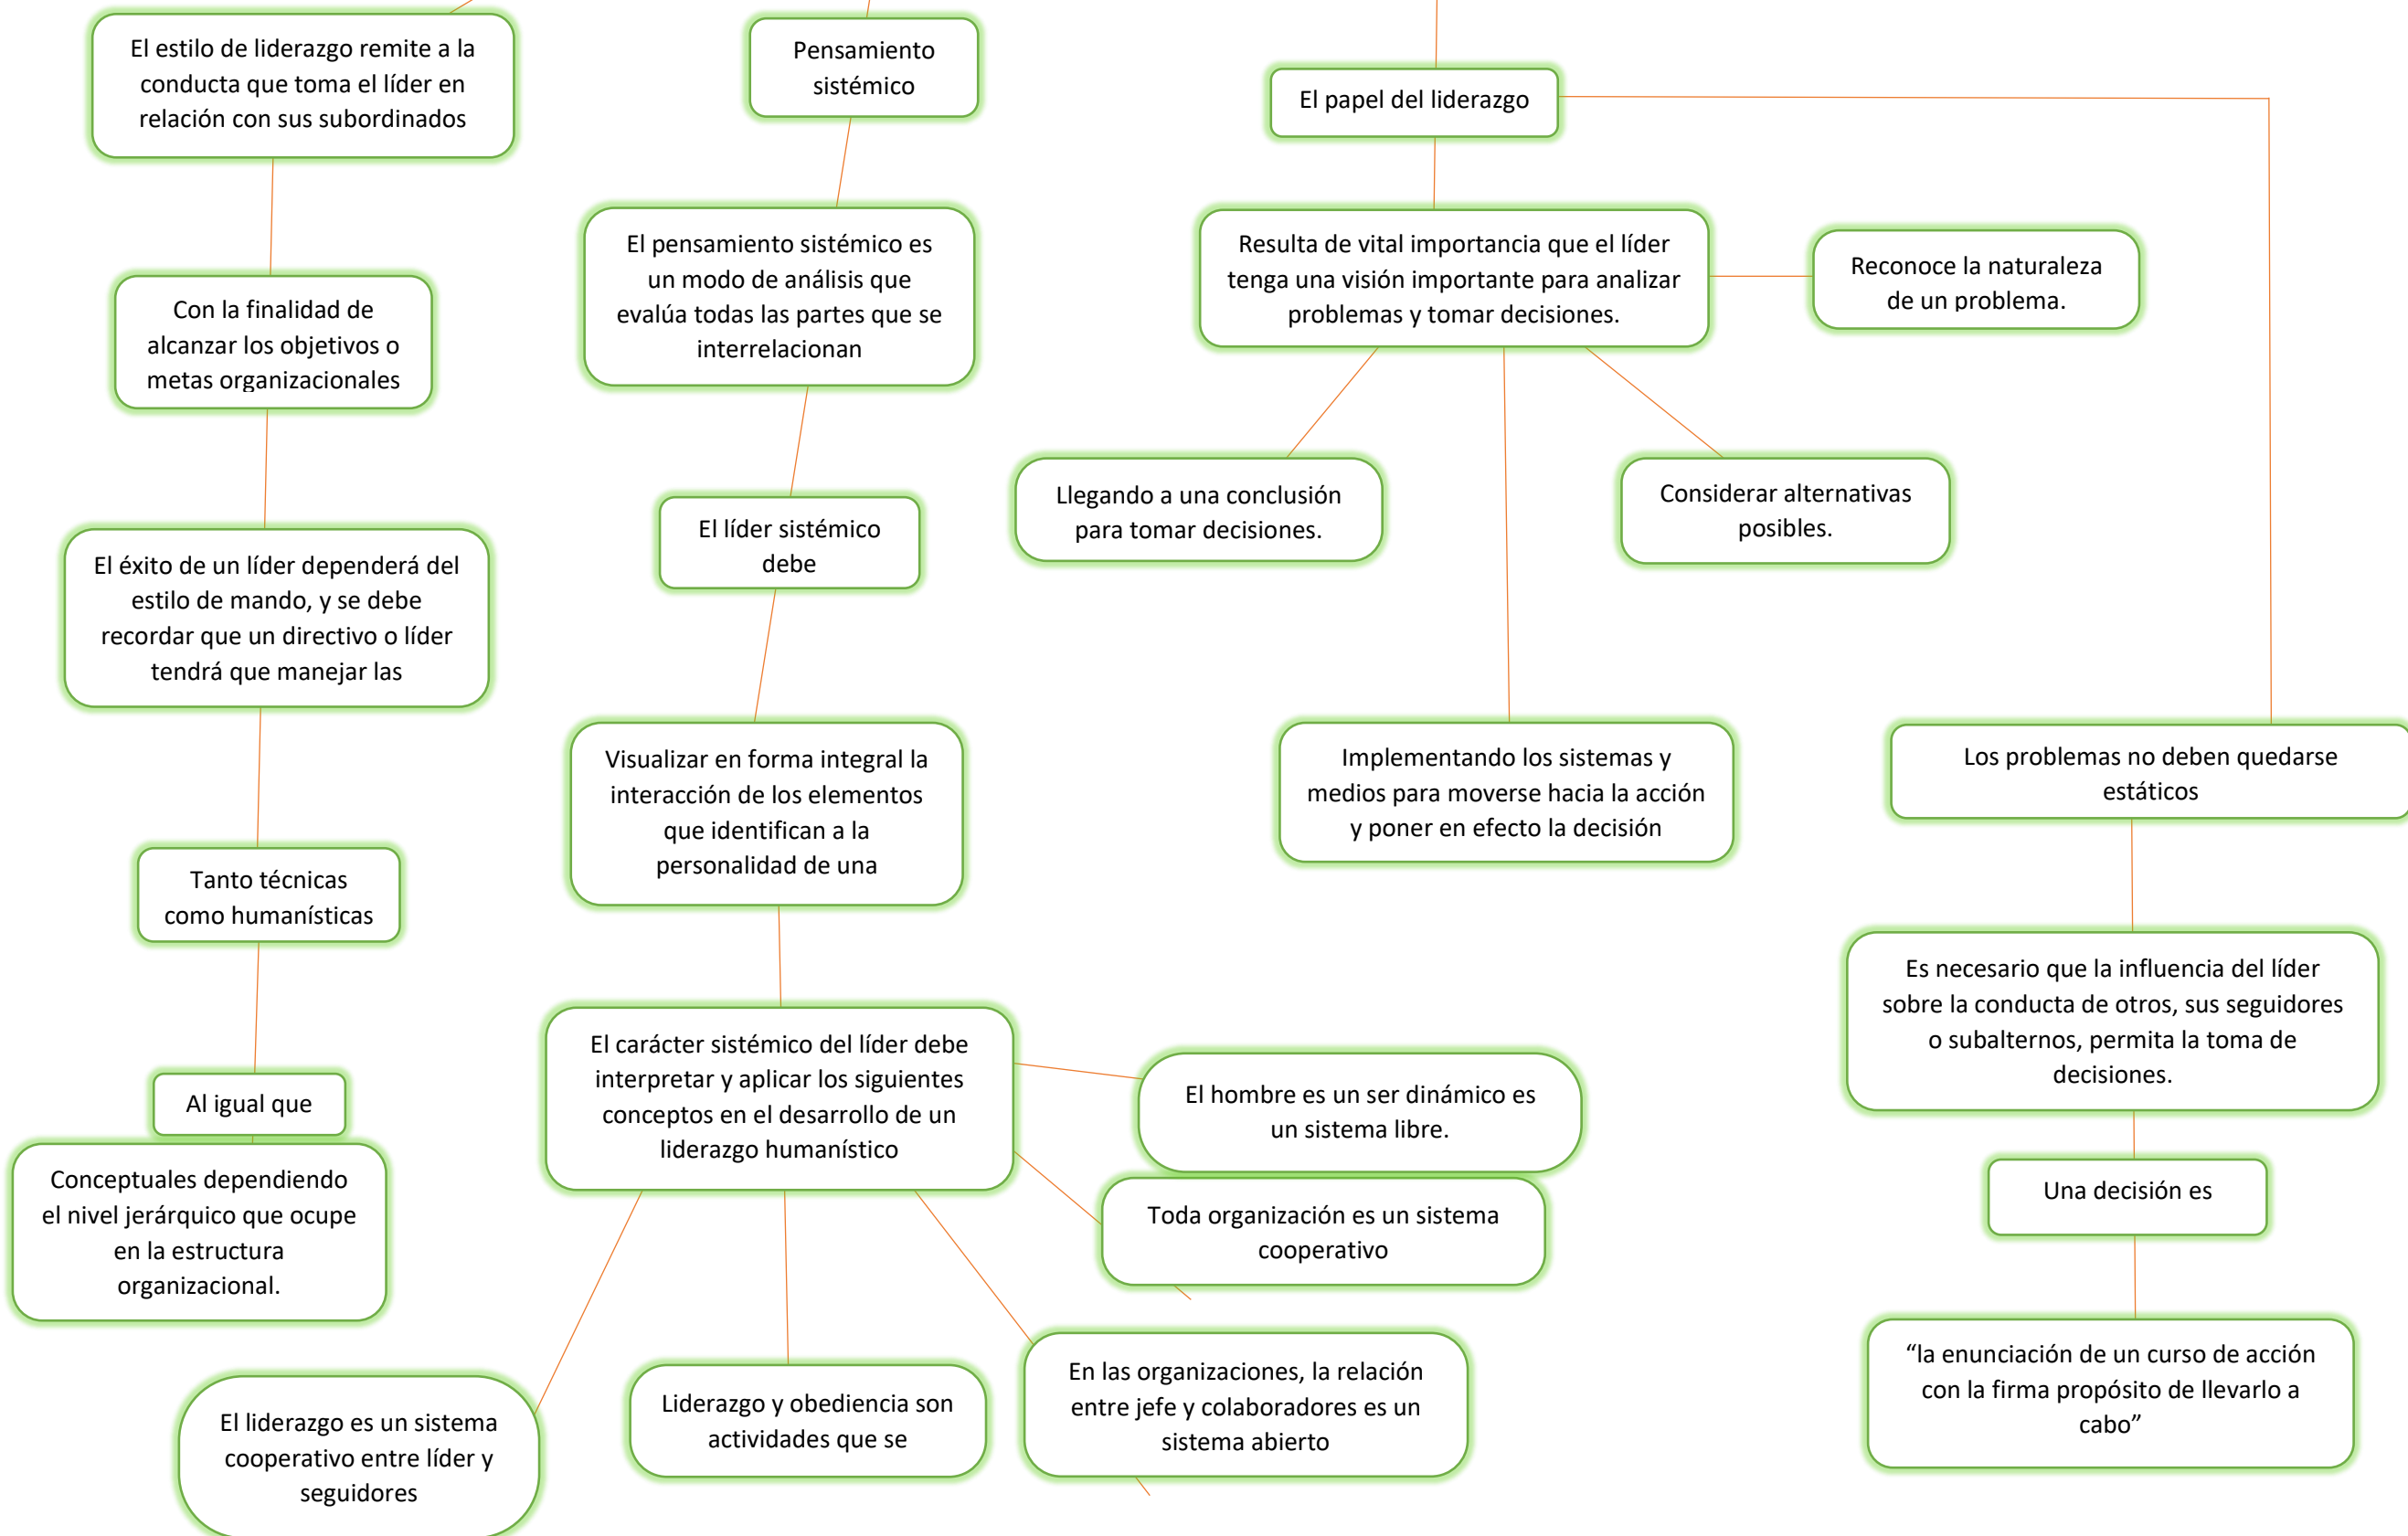 El estilo de liderazgo remite a la
conducta que toma el líder en
relación con sus subordinados
Con la finalidad de
alcanzar los objetivos o
metas organizacionales
El éxito de un líder dependerá del
estilo de mando, y se debe
recordar que un directivo o líder
tendrá que manejar las
Tanto técnicas
como humanísticas
Al igual que
Conceptuales dependiendo
el nivel jerárquico que ocupe
en la estructura
organizacional.
Pensamiento
sistémico
El pensamiento sistémico es
un modo de análisis que
evalúa todas las partes que se
interrelacionan
El líder sistémico
debe
Visualizar en forma integral la
interacción de los elementos
que identifican a la
personalidad de una
El carácter sistémico del líder debe
interpretar y aplicar los siguientes
conceptos en el desarrollo de un
liderazgo humanístico
El hombre es un ser dinámico es
un sistema libre.
Toda organización es un sistema
cooperativo
En las organizaciones, la relación
entre jefe y colaboradores es un
sistema abierto
Liderazgo y obediencia son
actividades que se
El liderazgo es un sistema
cooperativo entre líder y
seguidores
El papel del liderazgo
Resulta de vital importancia que el líder
tenga una visión importante para analizar
problemas y tomar decisiones.
Reconoce la naturaleza
de un problema.
Llegando a una conclusión
para tomar decisiones.
Considerar alternativas
posibles.
Implementando los sistemas y
medios para moverse hacia la acción
y poner en efecto la decisión
Los problemas no deben quedarse
estáticos
Es necesario que la influencia del líder
sobre la conducta de otros, sus seguidores
o subalternos, permita la toma de
decisiones.
Una decisión es
“la enunciación de un curso de acción
con la firma propósito de llevarlo a
cabo”